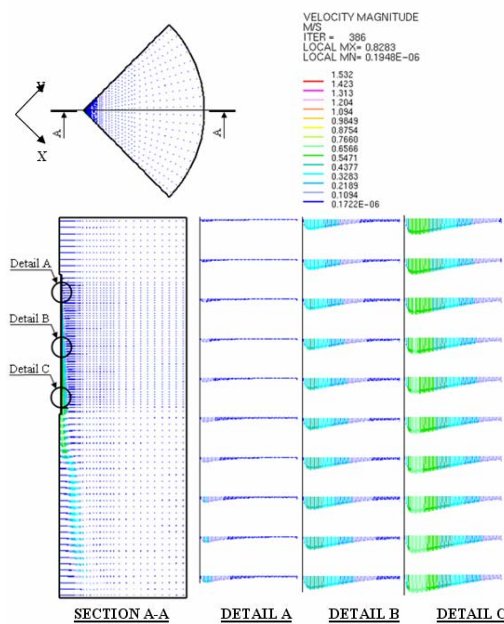 VELOCITY MAGNITUDE
M/S
ITER = 386
LOCAL MX= 0.8283
LOCAL MN= 0.1948E-06
1.532
1.423
1.313
1.204
1.094
0.9849
0.8754
0.7660
0.6566
0.5471
0.4377
0.3283
0.2189
0.1094
0.1722E-06
A
A
X
Detail A
Detail B
Detail C
SECTION A-A
DETAIL A
DETAIL B
DETAIL C